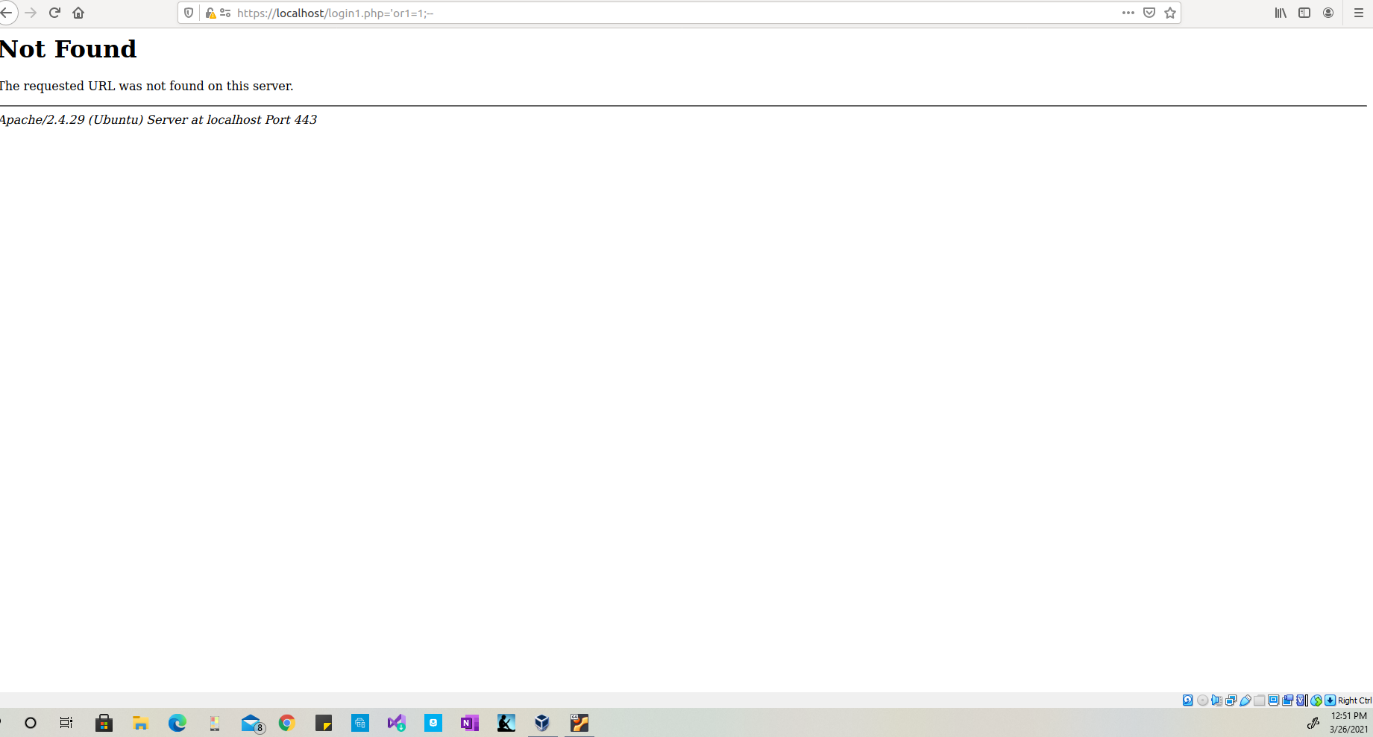 https://localhost/login1.php='or1=1;--
Not Found
The requested URL was not found on this server.
Apache/2.4.29 (Ubuntu) Server at localhost Port 443
Right Ctrl
8
N
12:51 PM
3/26/2021